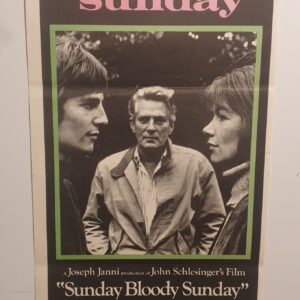 sunday
A Joseph Janni production of John Schlesinger's Film
"Sunday Bloody Sunday"